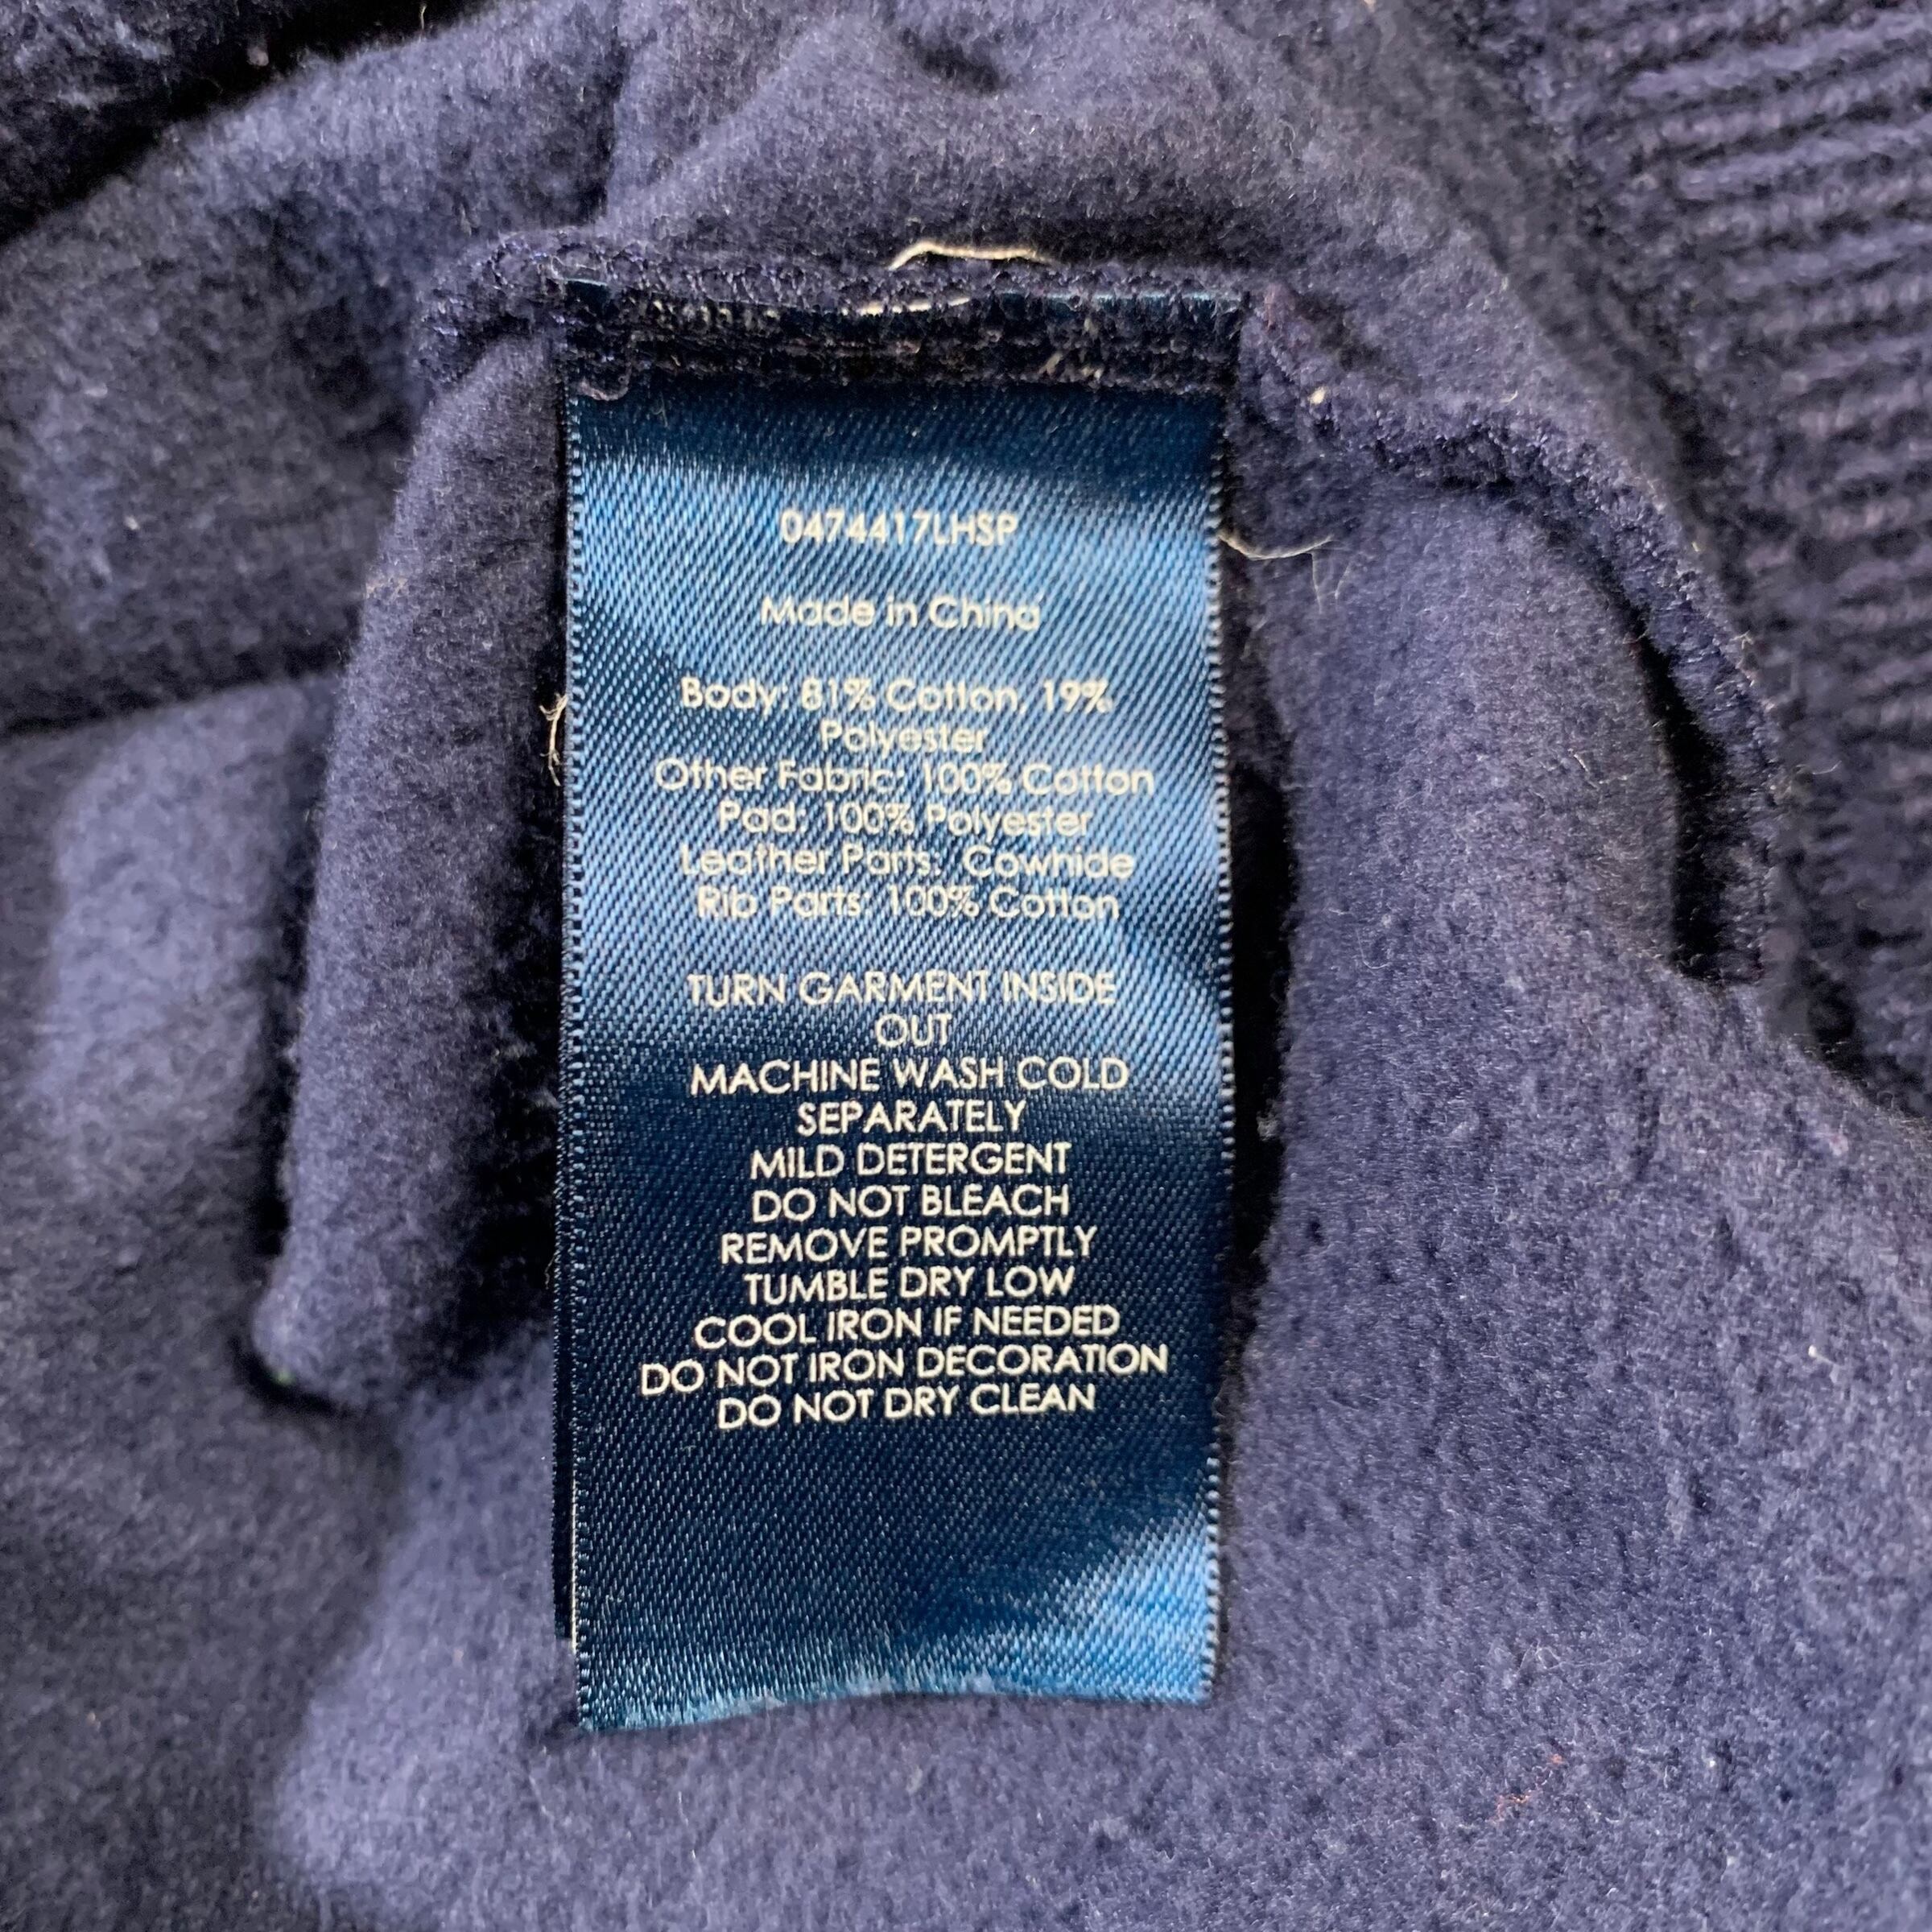 0474417LHSP
Made in China
Body: 81% Cotton, 19%
Polyester
Other Fabric: 100% Cotton
Pad: 100% Polyester
Leather Parts: Cowhide
Rib Parts: 100% Cotton
TURN GARMENT INSIDE
OUT
MACHINE WASH COLD
SEPARATELY
MILD DETERGENT
DO NOT BLEACH
REMOVE PROMPTLY
TUMBLE DRY LOW
COOL IRON IF NEEDED
DO NOT IRON DECORATION
DO NOT DRY CLEAN